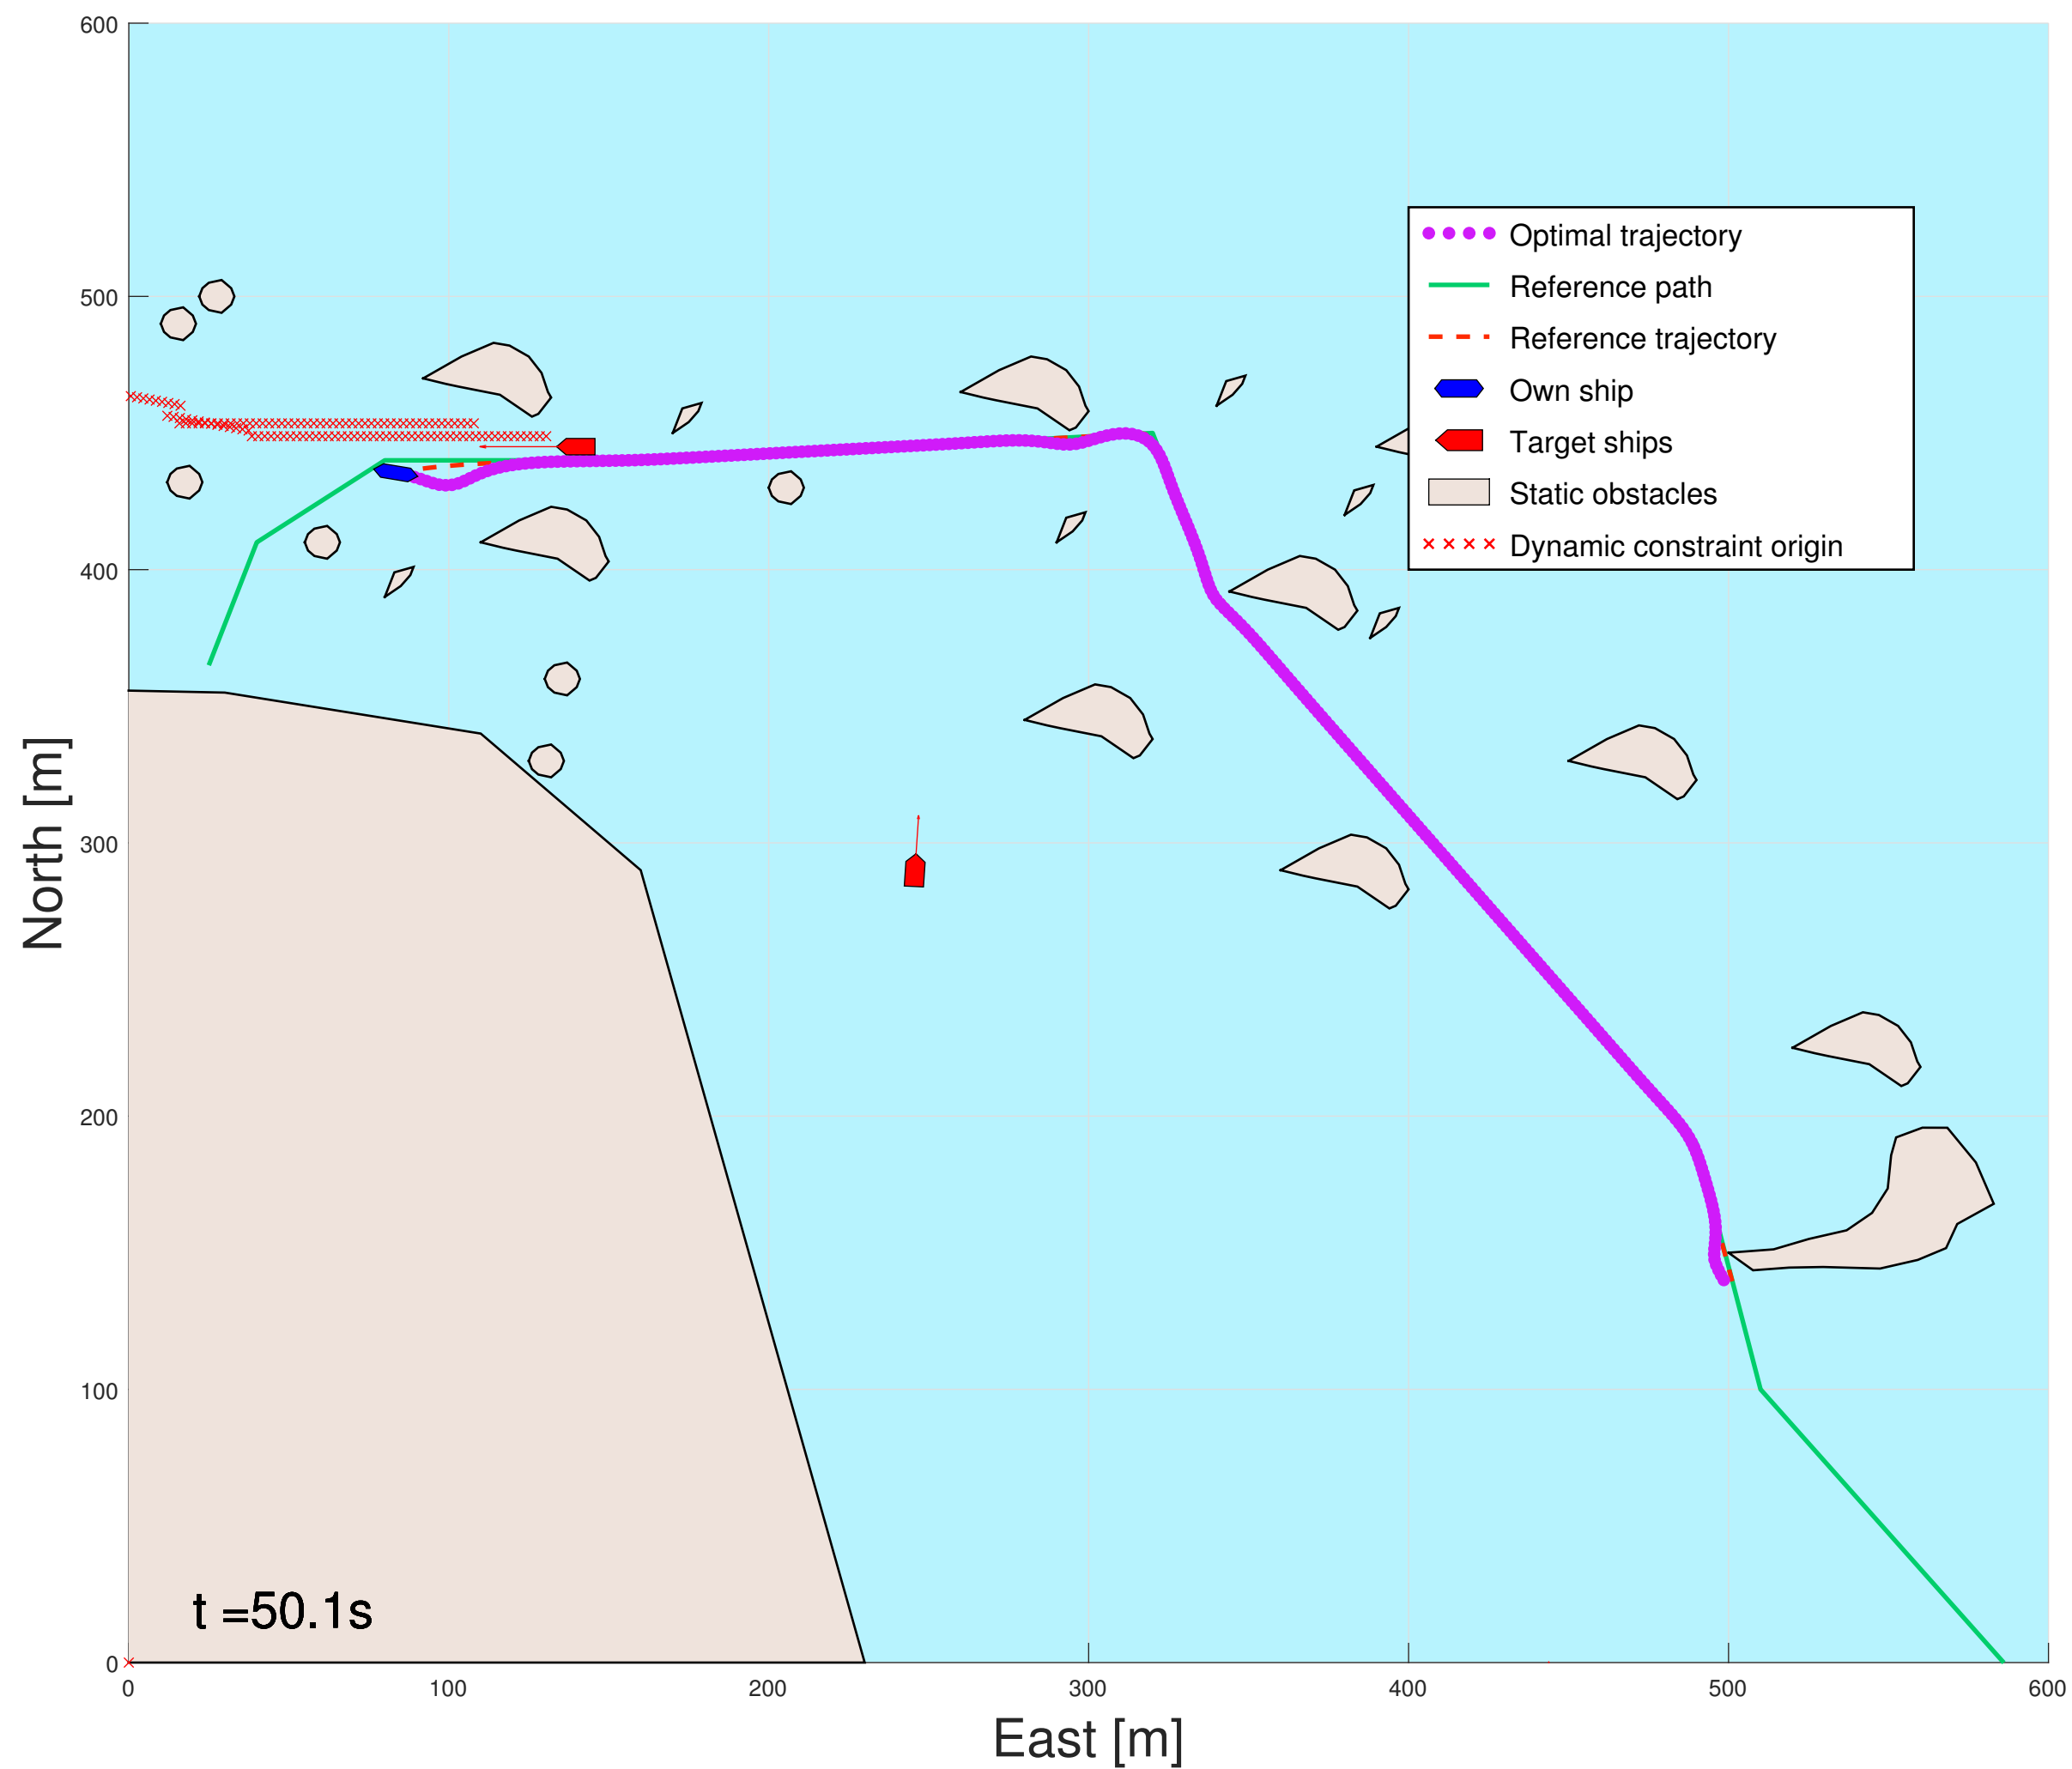 600
500
400
300
200
100
0
North [m]
Optimal trajectory
Reference path
Reference trajectory
Own ship
Target ships
Static obstacles
Dynamic constraint origin
t =50.1s
0
100
200
300
400
500
600
East [m]